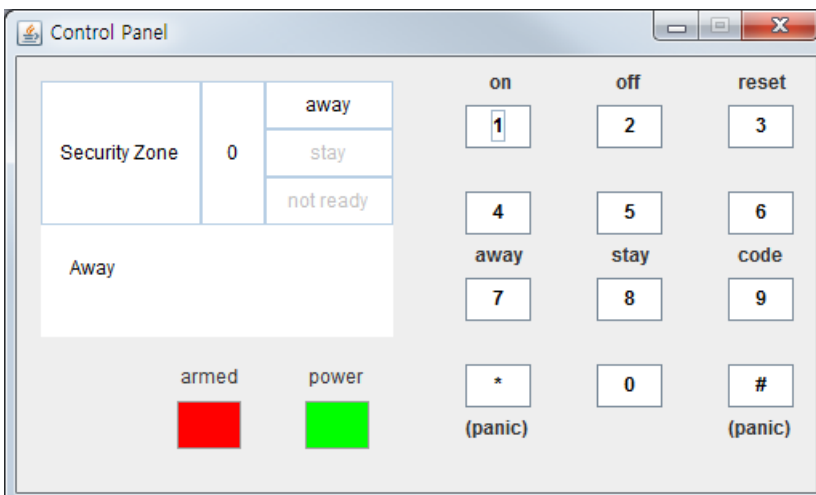 Control Panel
on off reset
away
1 2 3
Security Zone 0 stay
not ready
4 5 6
away stay code
Away
7 8 9
armed power
* 0 #
(panic) (panic)